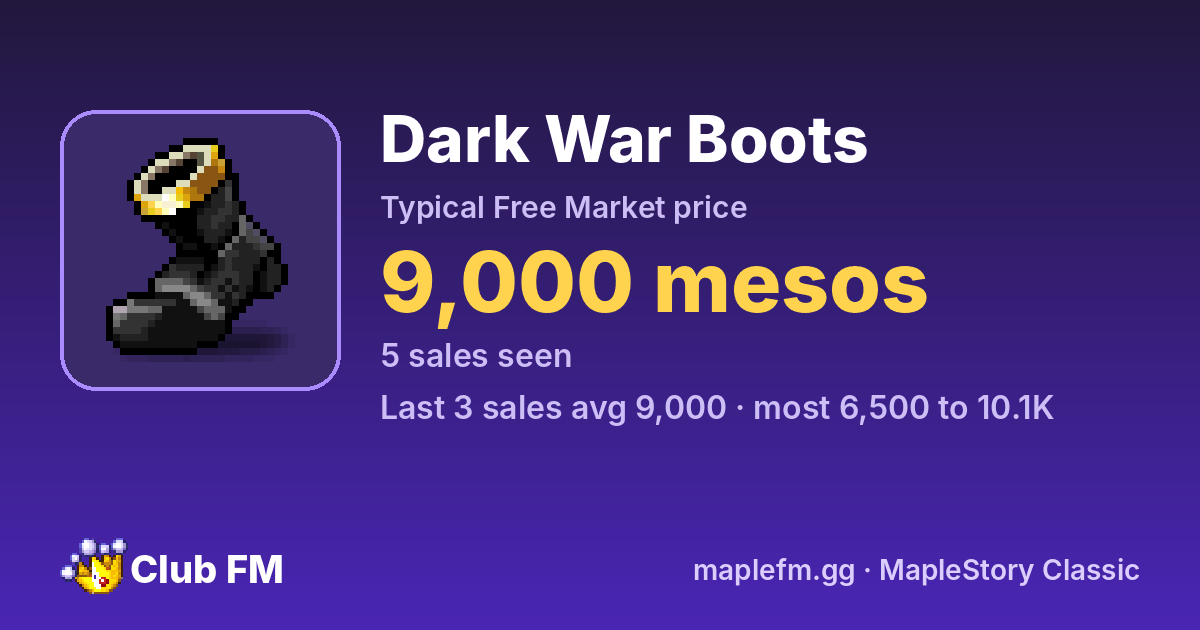 Dark War Boots
Typical Free Market price
9,000 mesos
5 sales seen
Last 3 sales avg 9,000 · most 6,500 to 10.1K
Club FM
maplefm.gg · MapleStory Classic